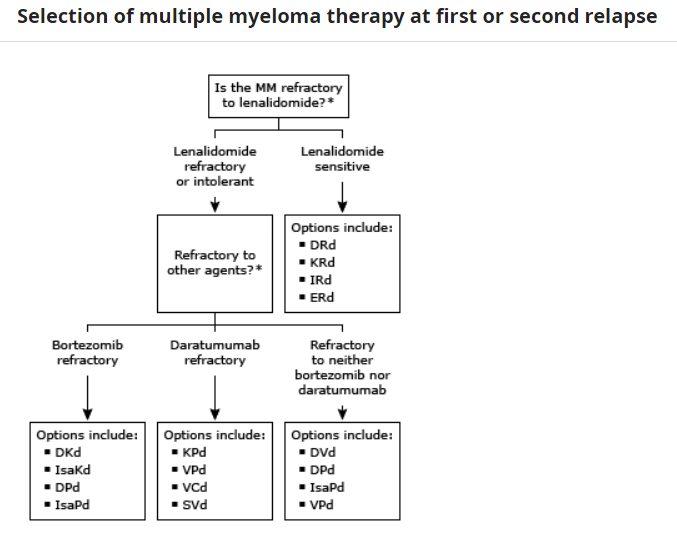 Selection of multiple myeloma therapy at first or second relapse
Is the MM refractory
to lenalidomide?*
Lenalidomide
refractory
or intolerant
Lenalidomide
sensitive
Refractory to
other agents?*
Options include:
▪ DRd
▪ KRd
▪ IRd
▪ ERd
Bortezomib
refractory
Daratumumab
refractory
Refractory
to neither
bortezomib nor
daratumumab
Options include:
▪ DKd
▪ IsaKd
▪ DPd
▪ IsaPd
Options include:
▪ KPd
▪ VPd
▪ VCd
▪ SVd
Options include:
▪ DVd
▪ DPd
▪ IsaPd
▪ VPd